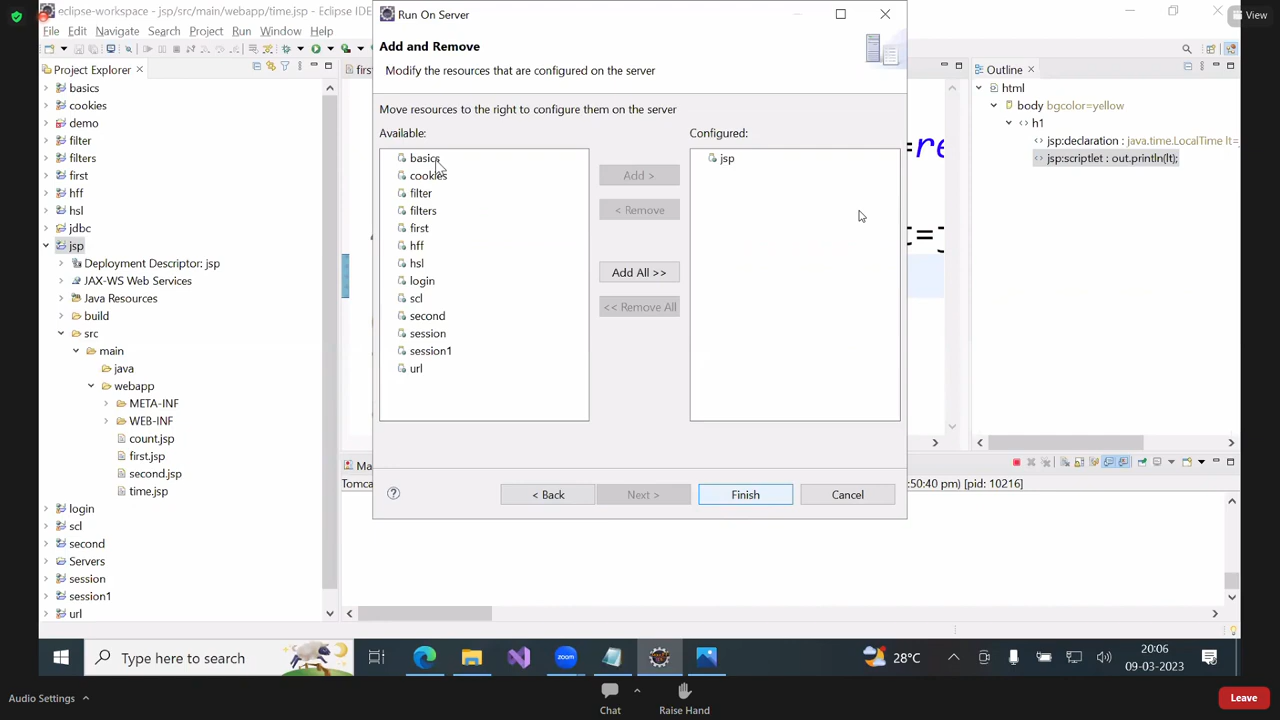 eclipse-workspace - jsp/src/main/webapp/time.jsp - Eclipse IDE
File Edit Navigate Search Project Run Window Help
View
Project Explorer
basics
cookies
demo
filter
filters
first
hff
hsl
jdbc
jsp
Deployment Descriptor: jsp
JAX-WS Web Services
Java Resources
build
src
main
java
webapp
META-INF
WEB-INF
count.jsp
first.jsp
second.jsp
time.jsp
login
scl
second
Servers
session
session1
url
Run On Server
Add and Remove
Modify the resources that are configured on the server
Move resources to the right to configure them on the server
Available:
Configured:
basics
cookies
filter
filters
first
hff
hsl
login
scl
second
session
session1
url
Add >
< Remove
Add All >>
<< Remove All
jsp
< Back
Next >
Finish
Cancel
Outline
html
body bgcolor=yellow
h1
jsp:declaration : java.time.LocalTime lt=
jsp:scriptlet : out.println(lt);
:50:40 pm) [pid: 10216]
Type here to search
zoom
28°C
20:06
09-03-2023
Audio Settings
Chat
Raise Hand
Leave